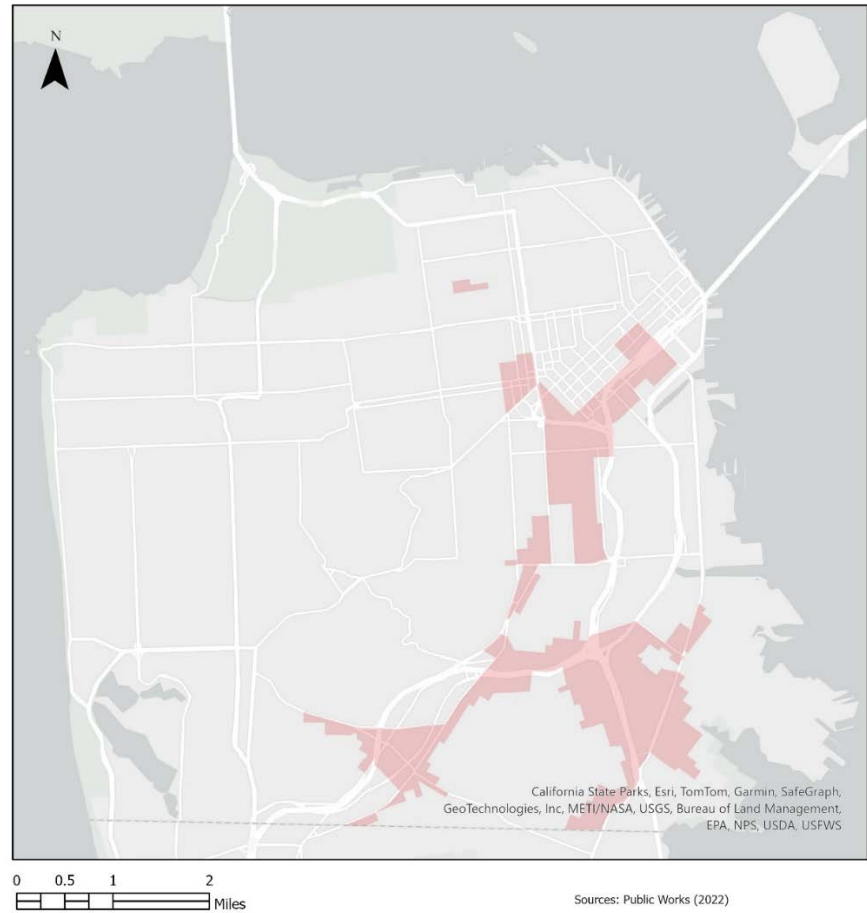 N
California State Parks, Esri, TomTom, Garmin, SafeGraph,
GeoTechnologies, Inc, METI/NASA, USGS, Bureau of Land Management,
EPA, NPS, USDA, USFWS
0 0.5 1 2
Miles
Sources: Public Works (2022)